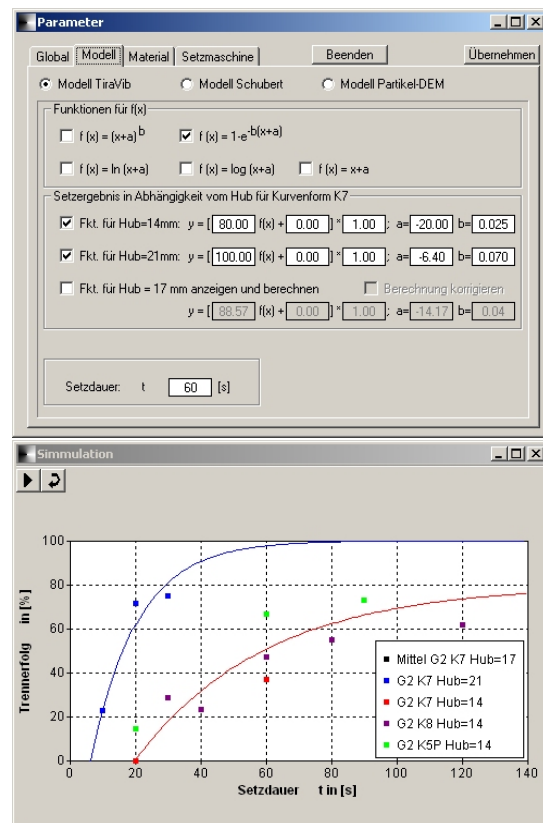 Parameter
Global Modell Material Setzmaschine Beenden Übernehmen
Modell TiraVib Modell Schubert Modell Partikel-DEM
Funktionen für f(x)
f (x) = (x+a)^b f (x) = 1-e^-b(x+a)
f (x) = ln (x+a) f (x) = log (x+a) f (x) = x+a
Setzergebnis in Abhängigkeit vom Hub für Kurvenform K7
Fkt. für Hub=14mm: y = [ 80.00 f(x) + 0.00 ] * 1.00 ; a= -20.00 b= 0.025
Fkt. für Hub=21mm: y = [ 100.00 f(x) + 0.00 ] * 1.00 ; a= -6.40 b= 0.070
Fkt. für Hub = 17 mm anzeigen und berechnen Berechnung korrigieren
y = [ 88.57 f(x) + 0.00 ] * 1.00 ; a= -14.17 b= 0.04
Setzdauer: t 60 [s]
Simmulation
100
80
60
40
20
0
Trennerfolg in [%]
Mittel G2 K7 Hub=17
G2 K7 Hub=21
G2 K7 Hub=14
G2 K8 Hub=14
G2 K5P Hub=14
0 20 40 60 80 100 120 140
Setzdauer t in [s]